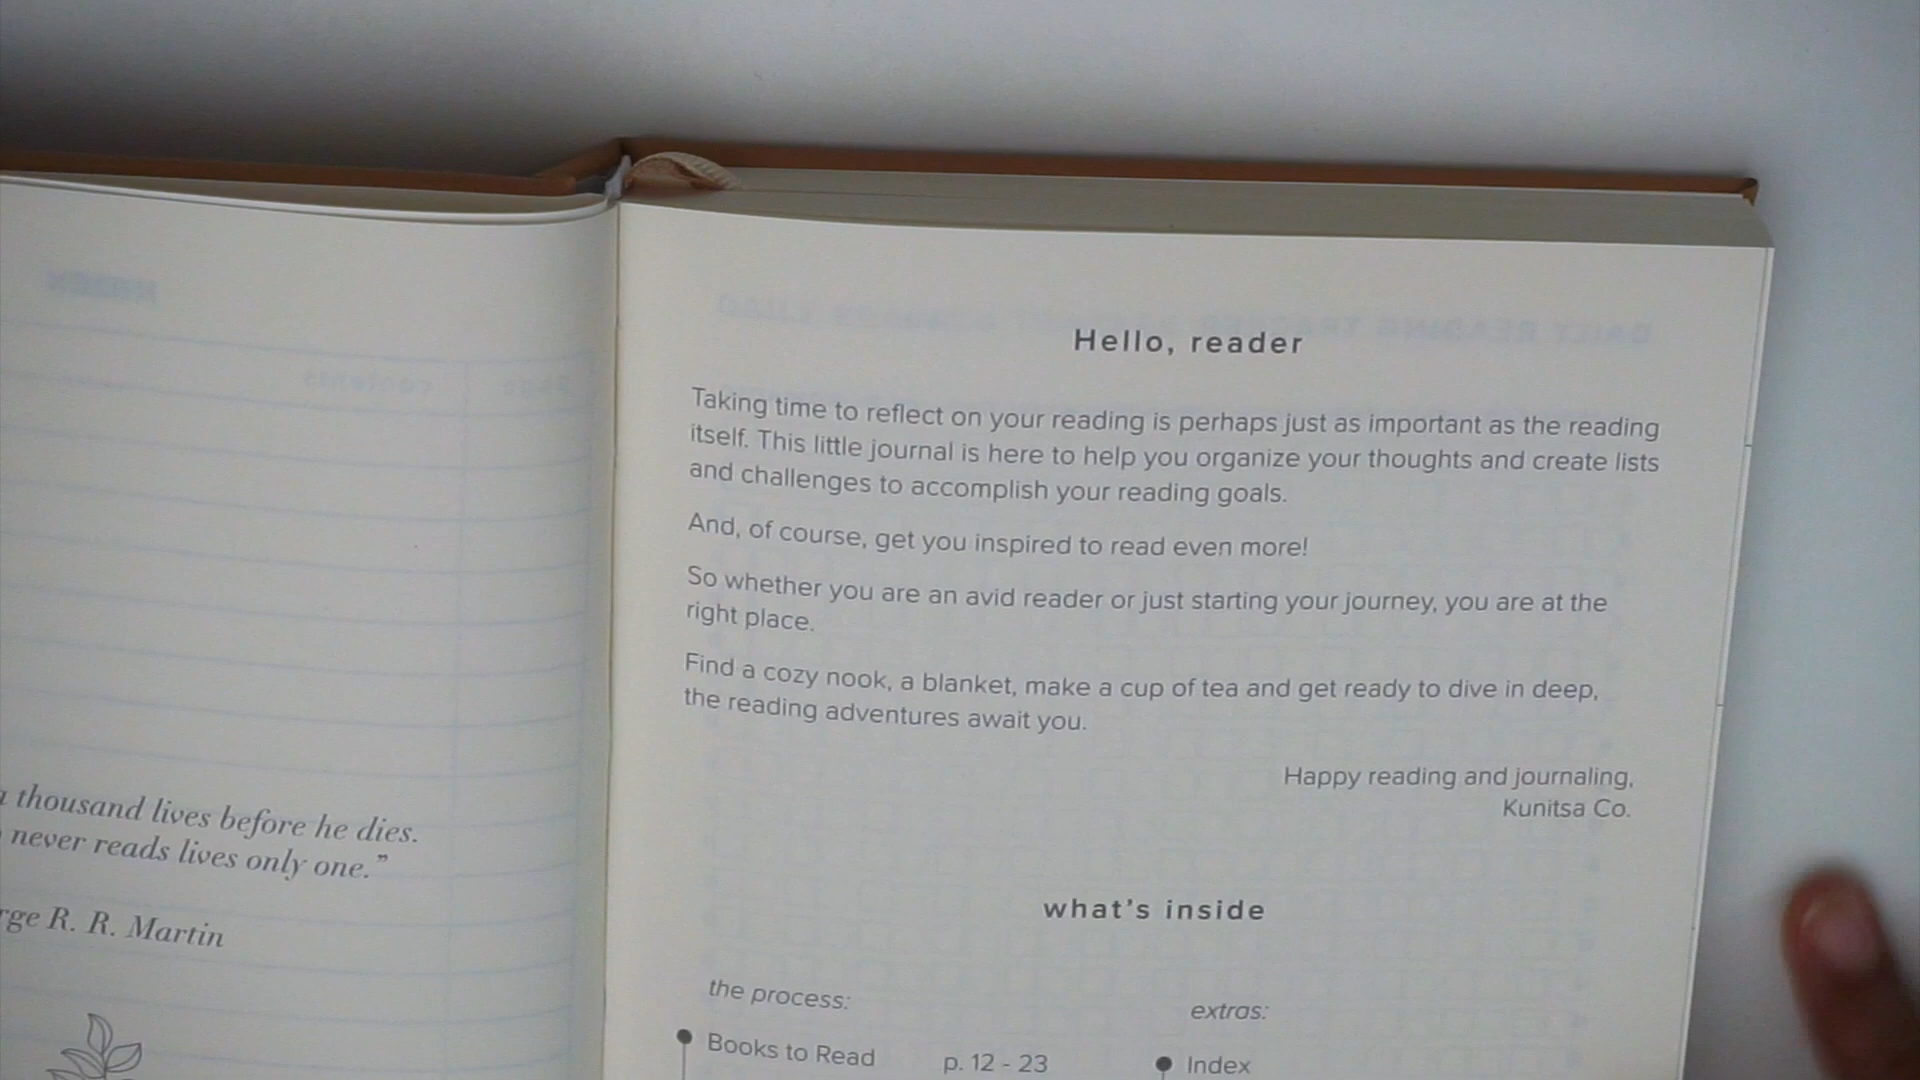 thousand lives before he dies.
never reads lives only one.”
R. R. Martin
Hello, reader
Taking time to reflect on your reading is perhaps just as important as the reading
itself. This little journal is here to help you organize your thoughts and create lists
and challenges to accomplish your reading goals.
And, of course, get you inspired to read even more!
So whether you are an avid reader or just starting your journey, you are at the
right place.
Find a cozy nook, a blanket, make a cup of tea and get ready to dive in deep,
the reading adventures await you.
Happy reading and journaling,
Kunitsa Co.
what's inside
the process:
Books to Read p. 12 - 23
extras:
Index